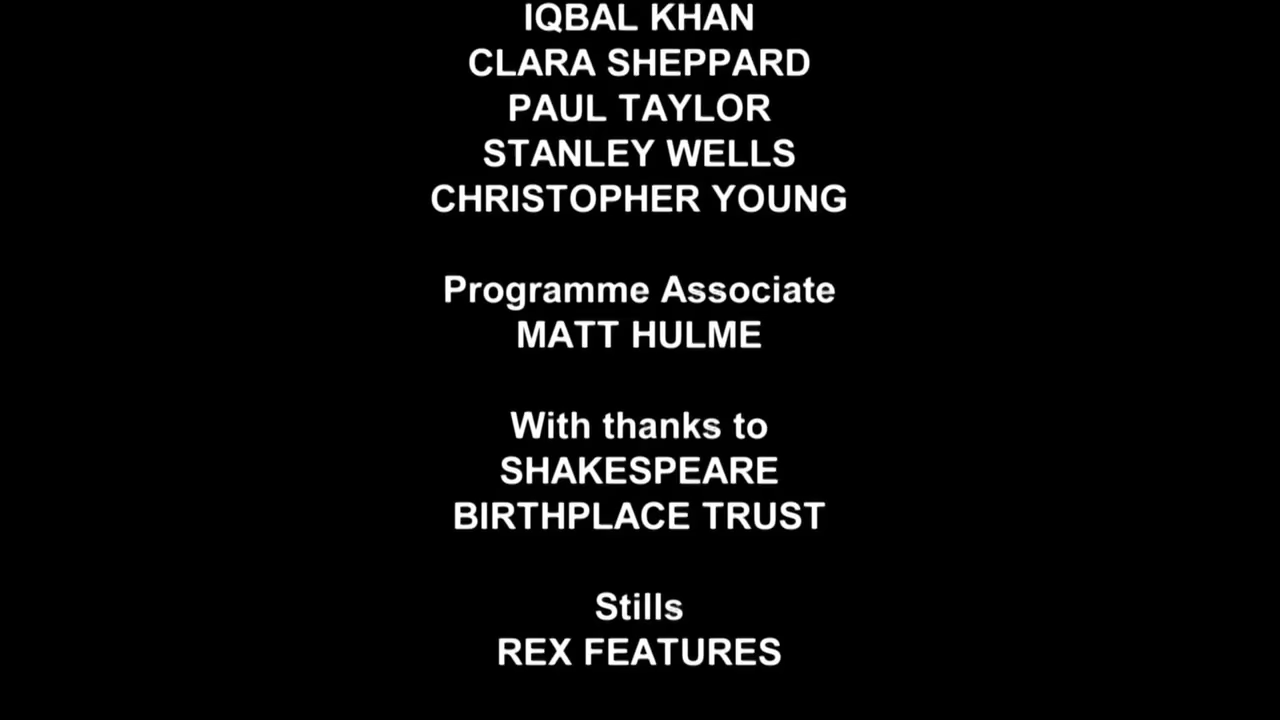 IQBAL KHAN
CLARA SHEPPARD
PAUL TAYLOR
STANLEY WELLS
CHRISTOPHER YOUNG
Programme Associate
MATT HULME
With thanks to
SHAKESPEARE
BIRTHPLACE TRUST
Stills
REX FEATURES